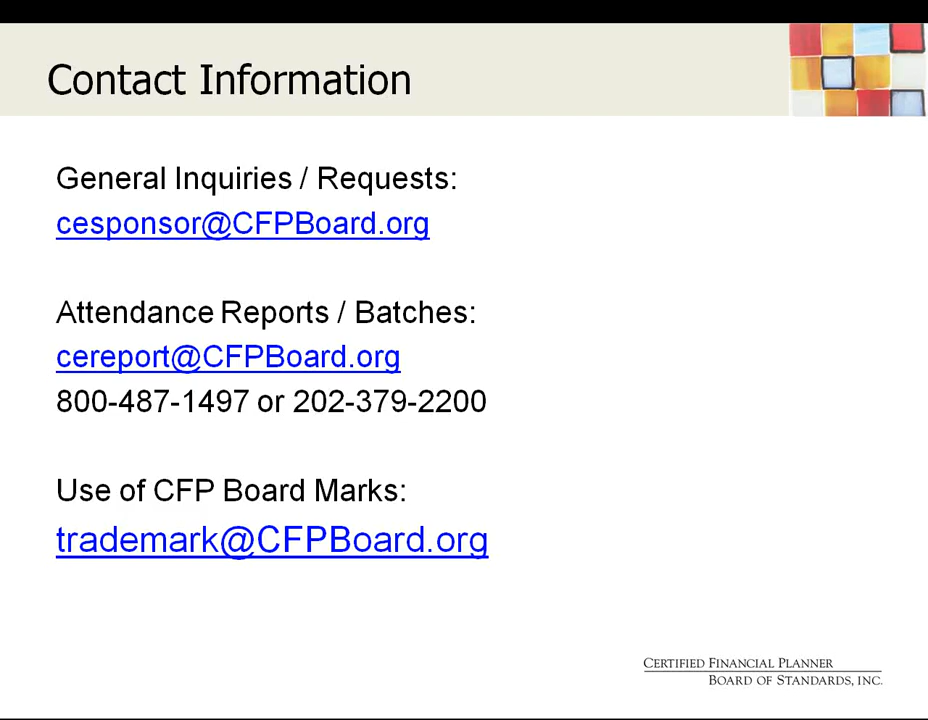 Contact Information
General Inquiries / Requests:
cesponsor@CFPBoard.org
Attendance Reports / Batches:
cereport@CFPBoard.org
800-487-1497 or 202-379-2200
Use of CFP Board Marks:
trademark@CFPBoard.org
CERTIFIED FINANCIAL PLANNER
BOARD OF STANDARDS, INC.